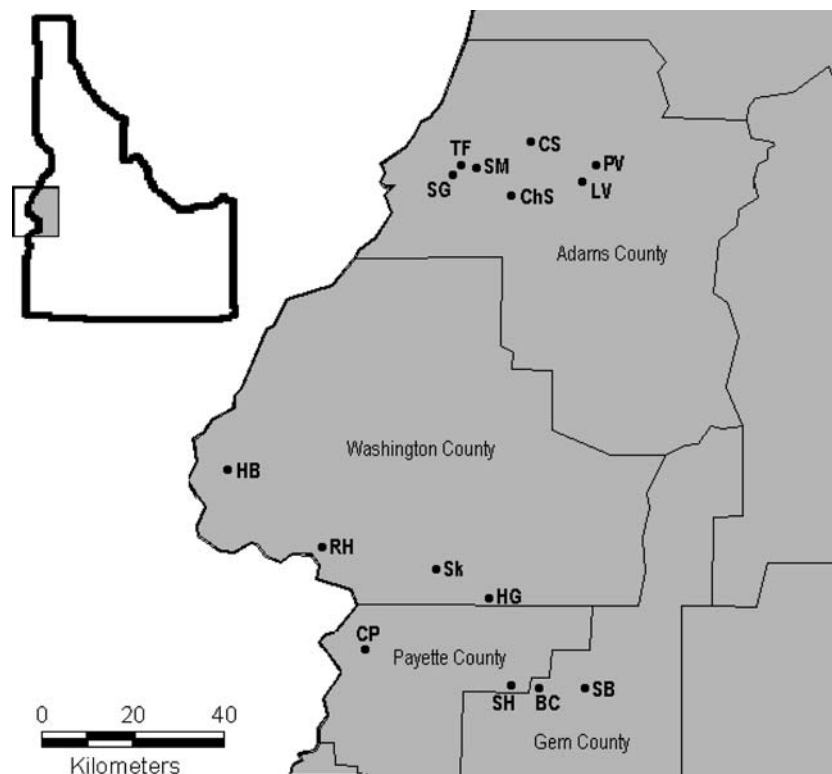 CS
TF
SM
PV
SG
ChS
LV
Adams County
Washington County
HB
RH
Sk
HG
CP
Payette County
SH
BC
SB
Gem County
0 20 40
Kilometers